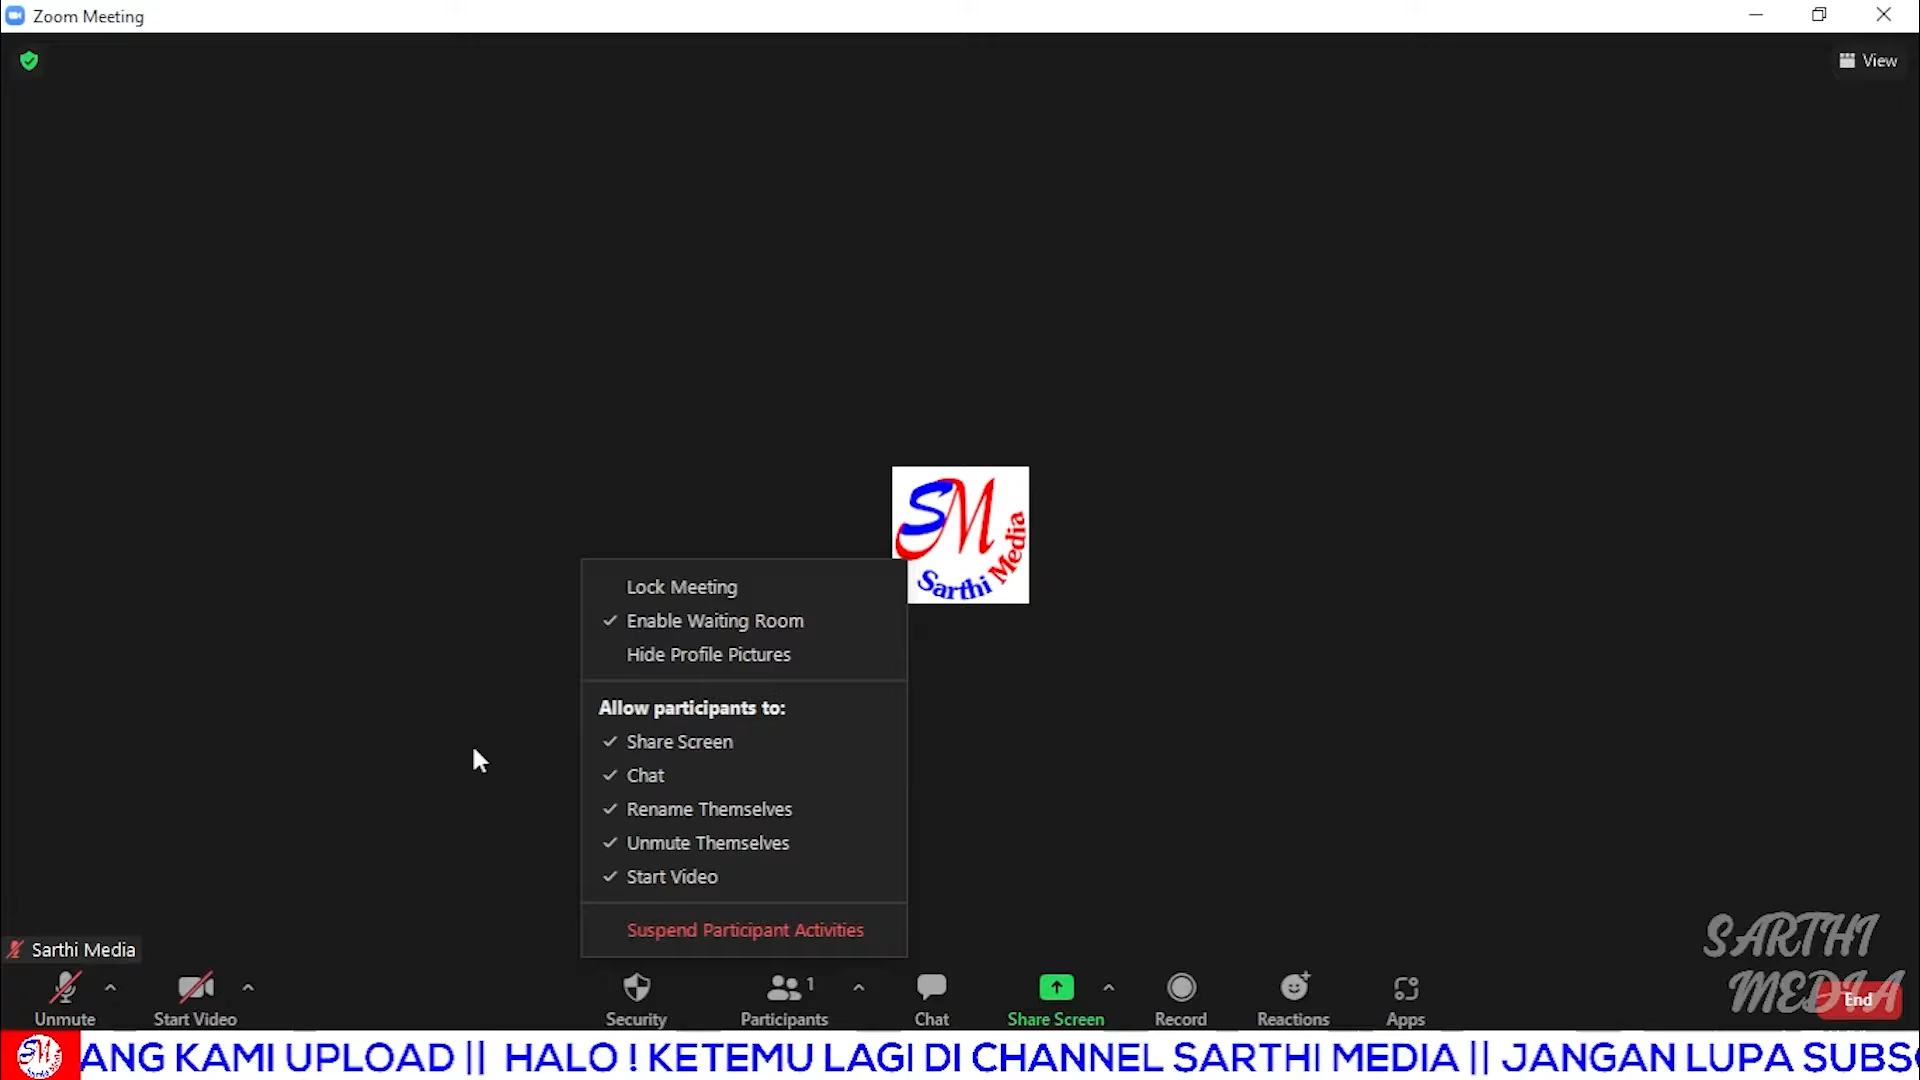 Zoom Meeting
View
SM
Sarthi Media
Lock Meeting
Enable Waiting Room
Hide Profile Pictures
Allow participants to:
Share Screen
Chat
Rename Themselves
Unmute Themselves
Start Video
Suspend Participant Activities
Sarthi Media
SARTHI
MEDIA
Unmute
Start Video
Security
1
Participants
Chat
Share Screen
Record
Reactions
Apps
End
SM
ANG KAMI UPLOAD || HALO ! KETEMU LAGI DI CHANNEL SARTHI MEDIA || JANGAN LUPA SUBS